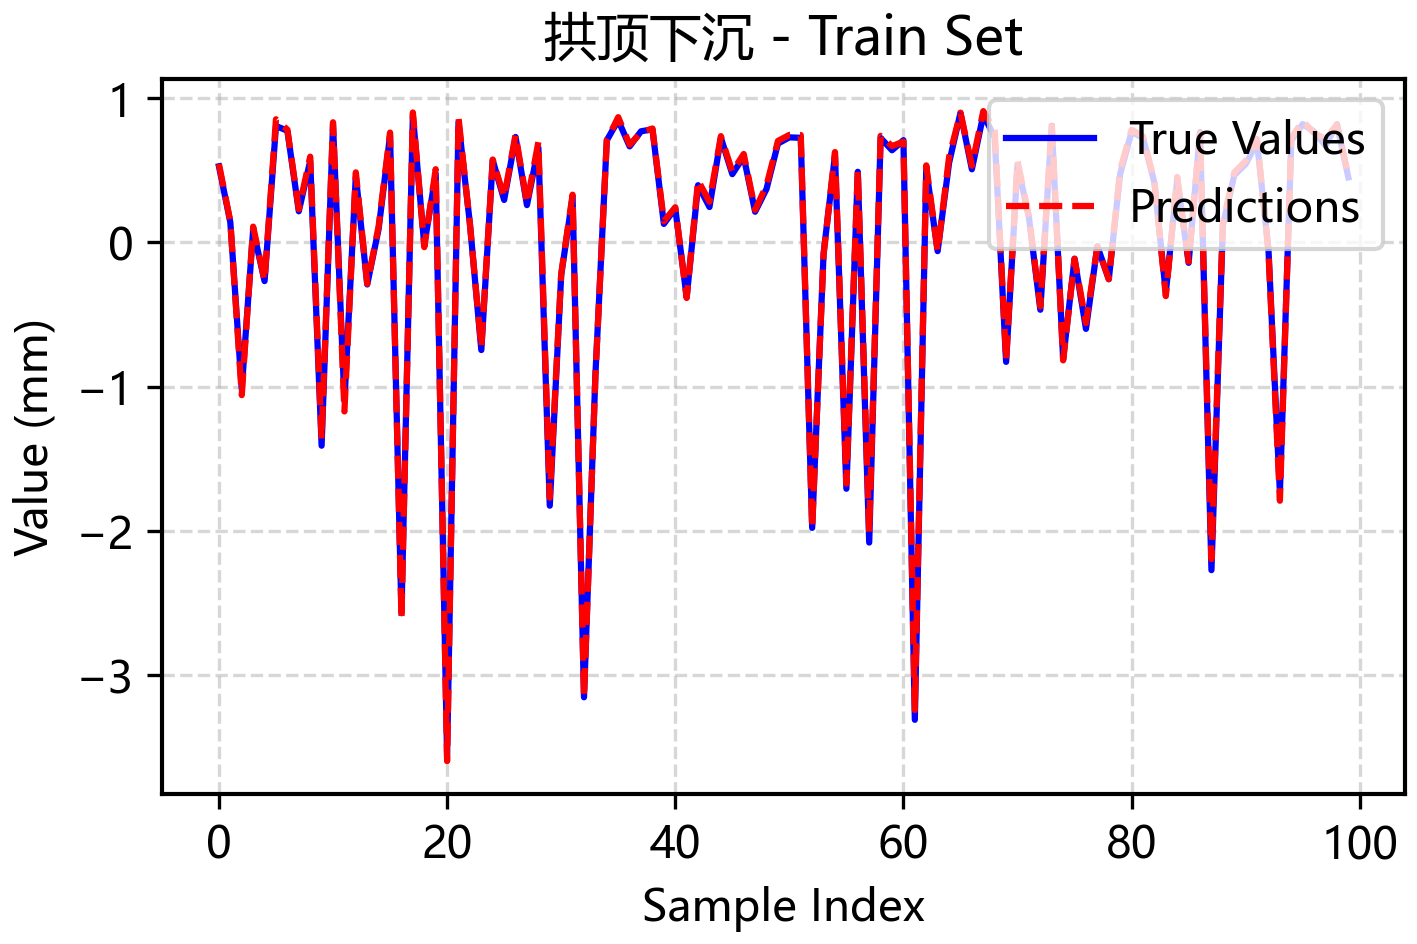 拱顶下沉 - Train Set
True Values
Predictions
Value (mm)
1
0
−1
−2
−3
0 20 40 60 80 100
Sample Index